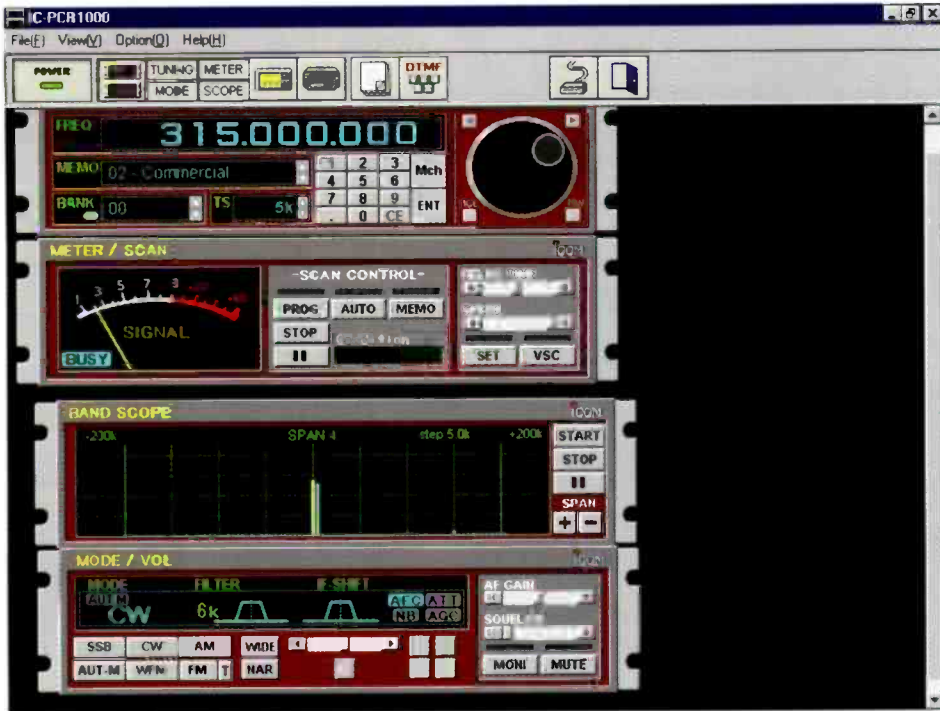 IC-PCR1000
File(F) View(V) Option(O) Help(H)
POWER TUNING METER DTMF
MODE SCOPE
FREQ 315.000.000
MEMO 02 - Commercial
2 3 Mch
4 5 6
BANK 00 TS 5k 7 8 9 ENT
. 0 CE
METER / SCAN ICOM
1 3 5 7 9
SIGNAL
BUSY
-SCAN CONTROL-
PROG AUTO MEMO
STOP
SET VSC
BAND SCOPE ICOM
-200k SPAN 4 step 5.0k +200k START
STOP
SPAN
+ -
MODE / VOL ICOM
MODE FILTER IF-SHIFT AF GAIN
AUT-M AFC ATT
CW 6k NB AGC
SQUEL
SSB CW AM WIDE
AUT-M WFM FM T NAR MONI MUTE